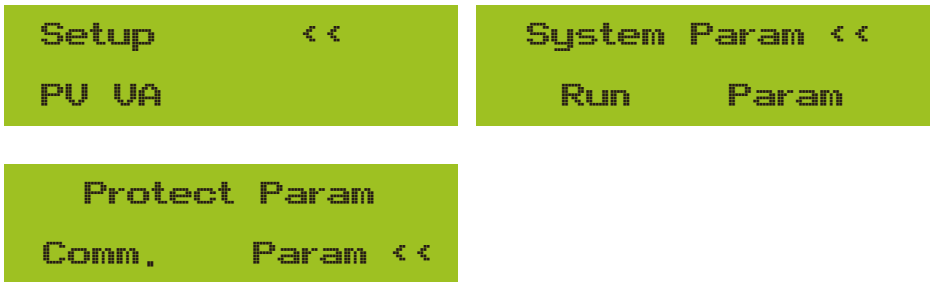 Setup <<
PV VA
System Param <<
Run Param
Protect Param
Comm. Param <<